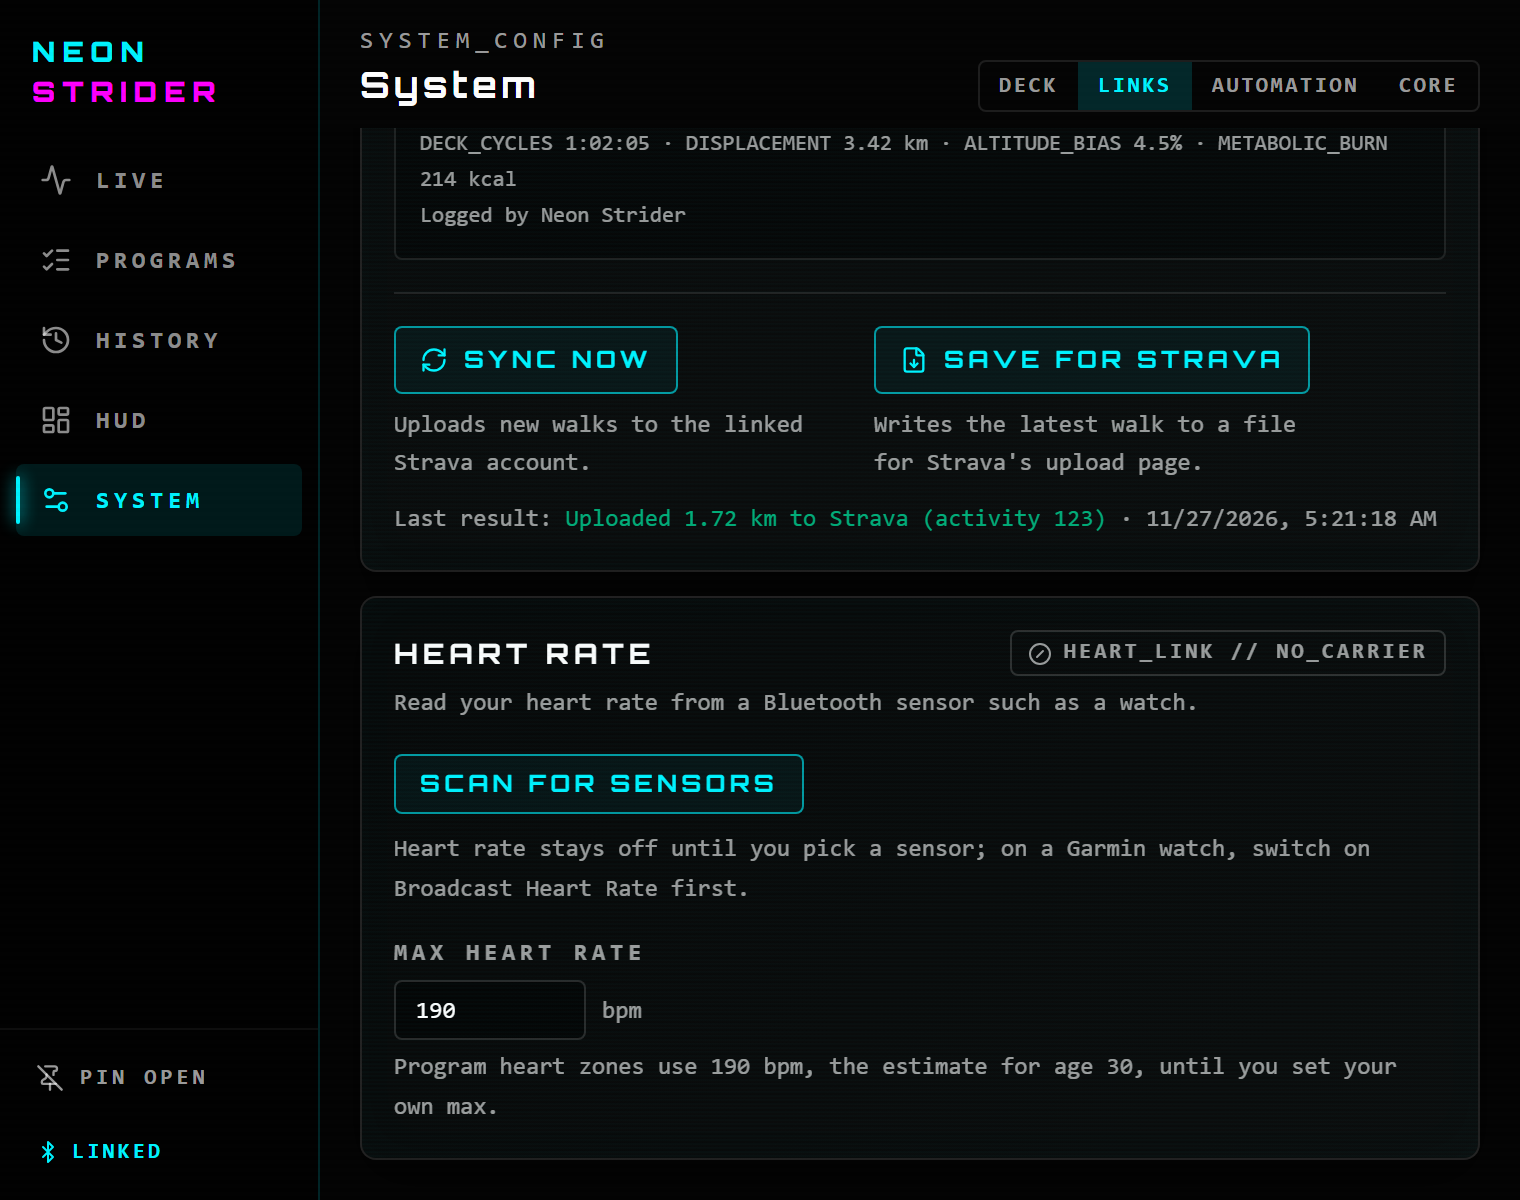 NEON
STRIDER
LIVE
PROGRAMS
HISTORY
HUD
SYSTEM
PIN OPEN
LINKED
SYSTEM_CONFIG
System
DECK
LINKS
AUTOMATION
CORE
DECK_CYCLES 1:02:05 · DISPLACEMENT 3.42 km · ALTITUDE_BIAS 4.5% · METABOLIC_BURN
214 kcal
Logged by Neon Strider
SYNC NOW
Uploads new walks to the linked
Strava account.
SAVE FOR STRAVA
Writes the latest walk to a file
for Strava's upload page.
Last result: Uploaded 1.72 km to Strava (activity 123) · 11/27/2026, 5:21:18 AM
HEART RATE
HEART_LINK // NO_CARRIER
Read your heart rate from a Bluetooth sensor such as a watch.
SCAN FOR SENSORS
Heart rate stays off until you pick a sensor; on a Garmin watch, switch on
Broadcast Heart Rate first.
MAX HEART RATE
190 bpm
Program heart zones use 190 bpm, the estimate for age 30, until you set your
own max.